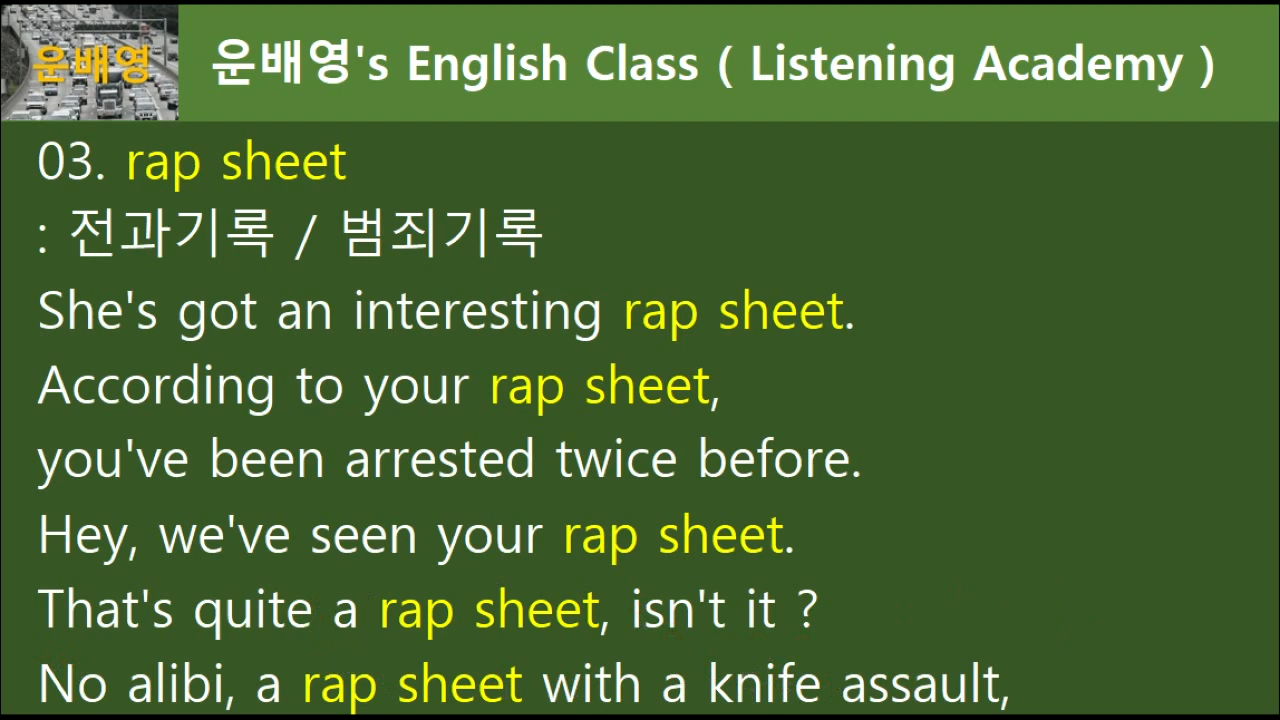 운배영
운배영's English Class ( Listening Academy )
03. rap sheet
: 전과기록 / 범죄기록
She's got an interesting rap sheet.
According to your rap sheet,
you've been arrested twice before.
Hey, we've seen your rap sheet.
That's quite a rap sheet, isn't it ?
No alibi, a rap sheet with a knife assault,